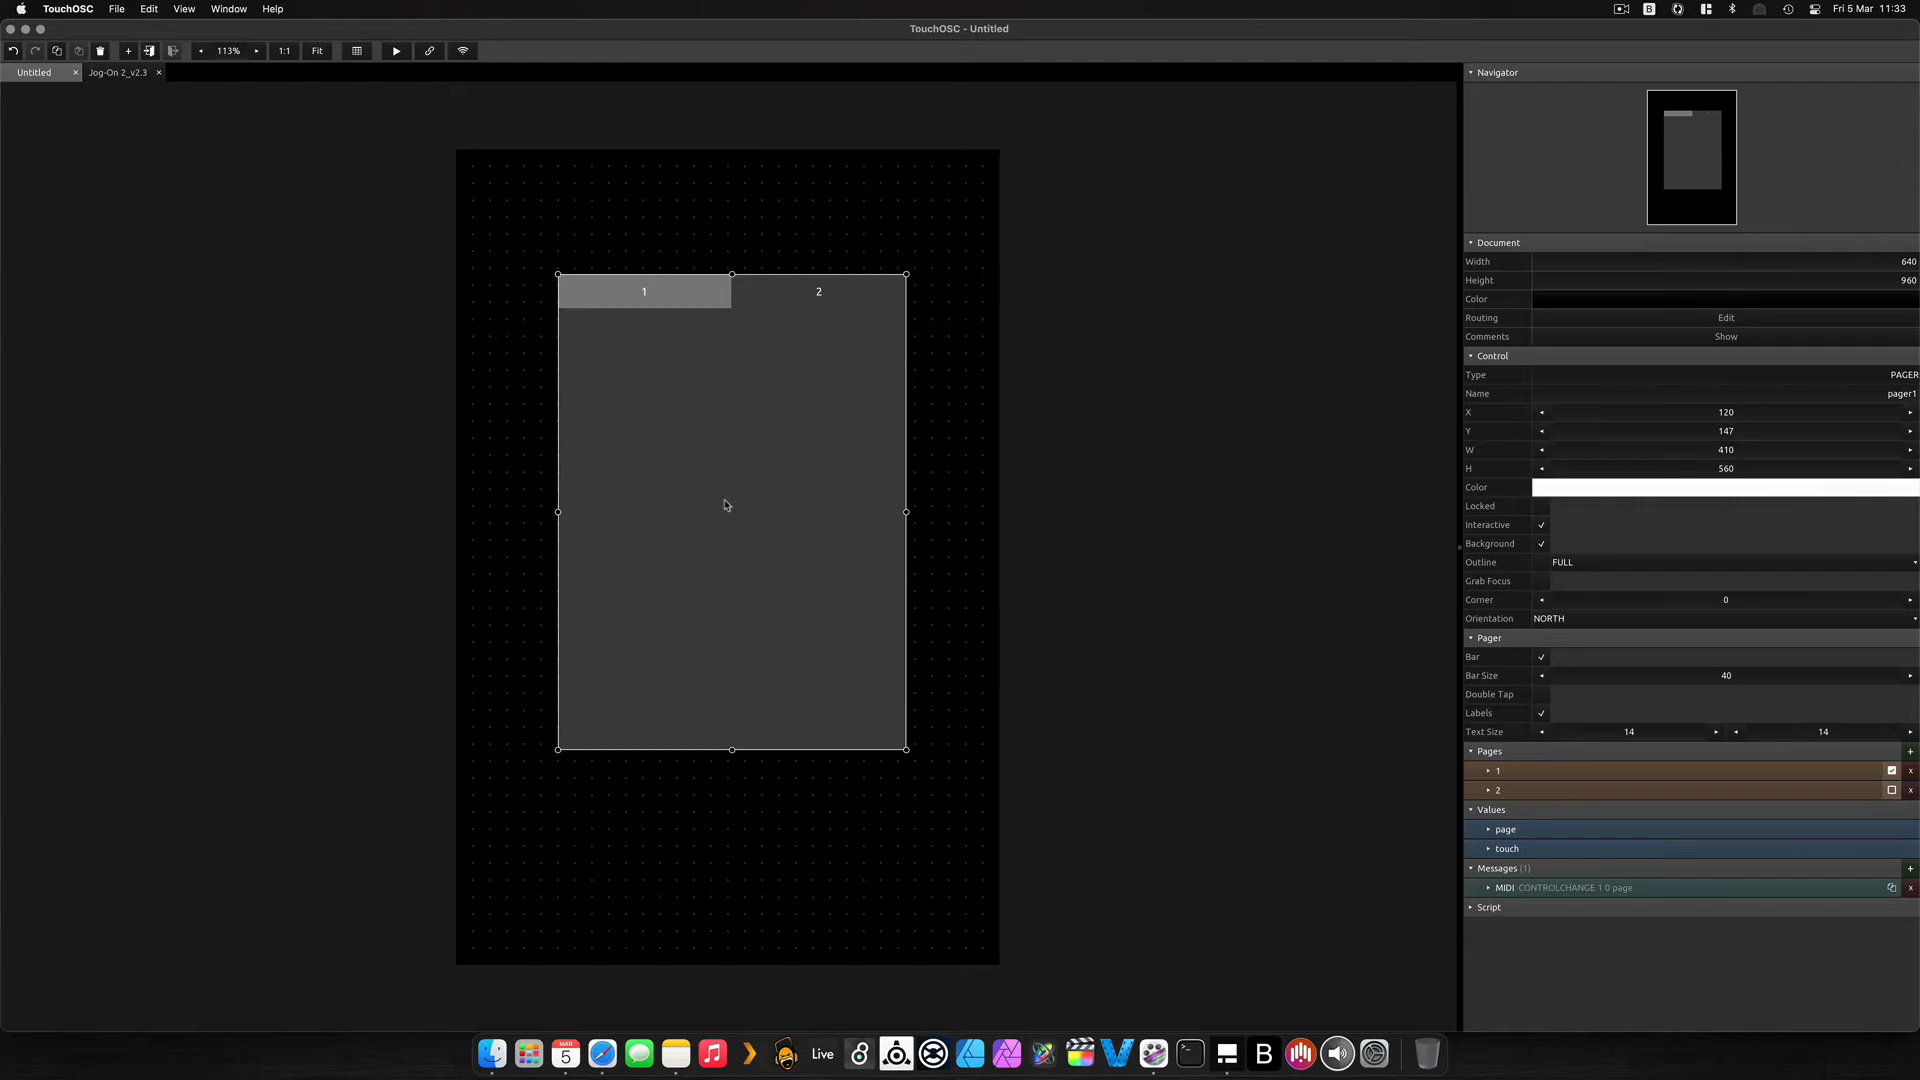 TouchOSC File Edit View Window Help
Fri 5 Mar 11:33
TouchOSC - Untitled
113% 1:1 Fit
Untitled Jog-On 2_v2.3
1 2
Navigator
Document
Width 640
Height 960
Color
Routing Edit
Comments Show
Control
Type PAGER
Name pager1
X 120
Y 147
W 410
H 560
Color
Locked
Interactive
Background
Outline FULL
Grab Focus
Corner 0
Orientation NORTH
Pager
Bar
Bar Size 40
Double Tap
Labels
Text Size 14 14
Pages
1
2
Values
page
touch
Messages (1)
MIDI CONTROLCHANGE 1 0 page
Script
MAR
5
Live
B